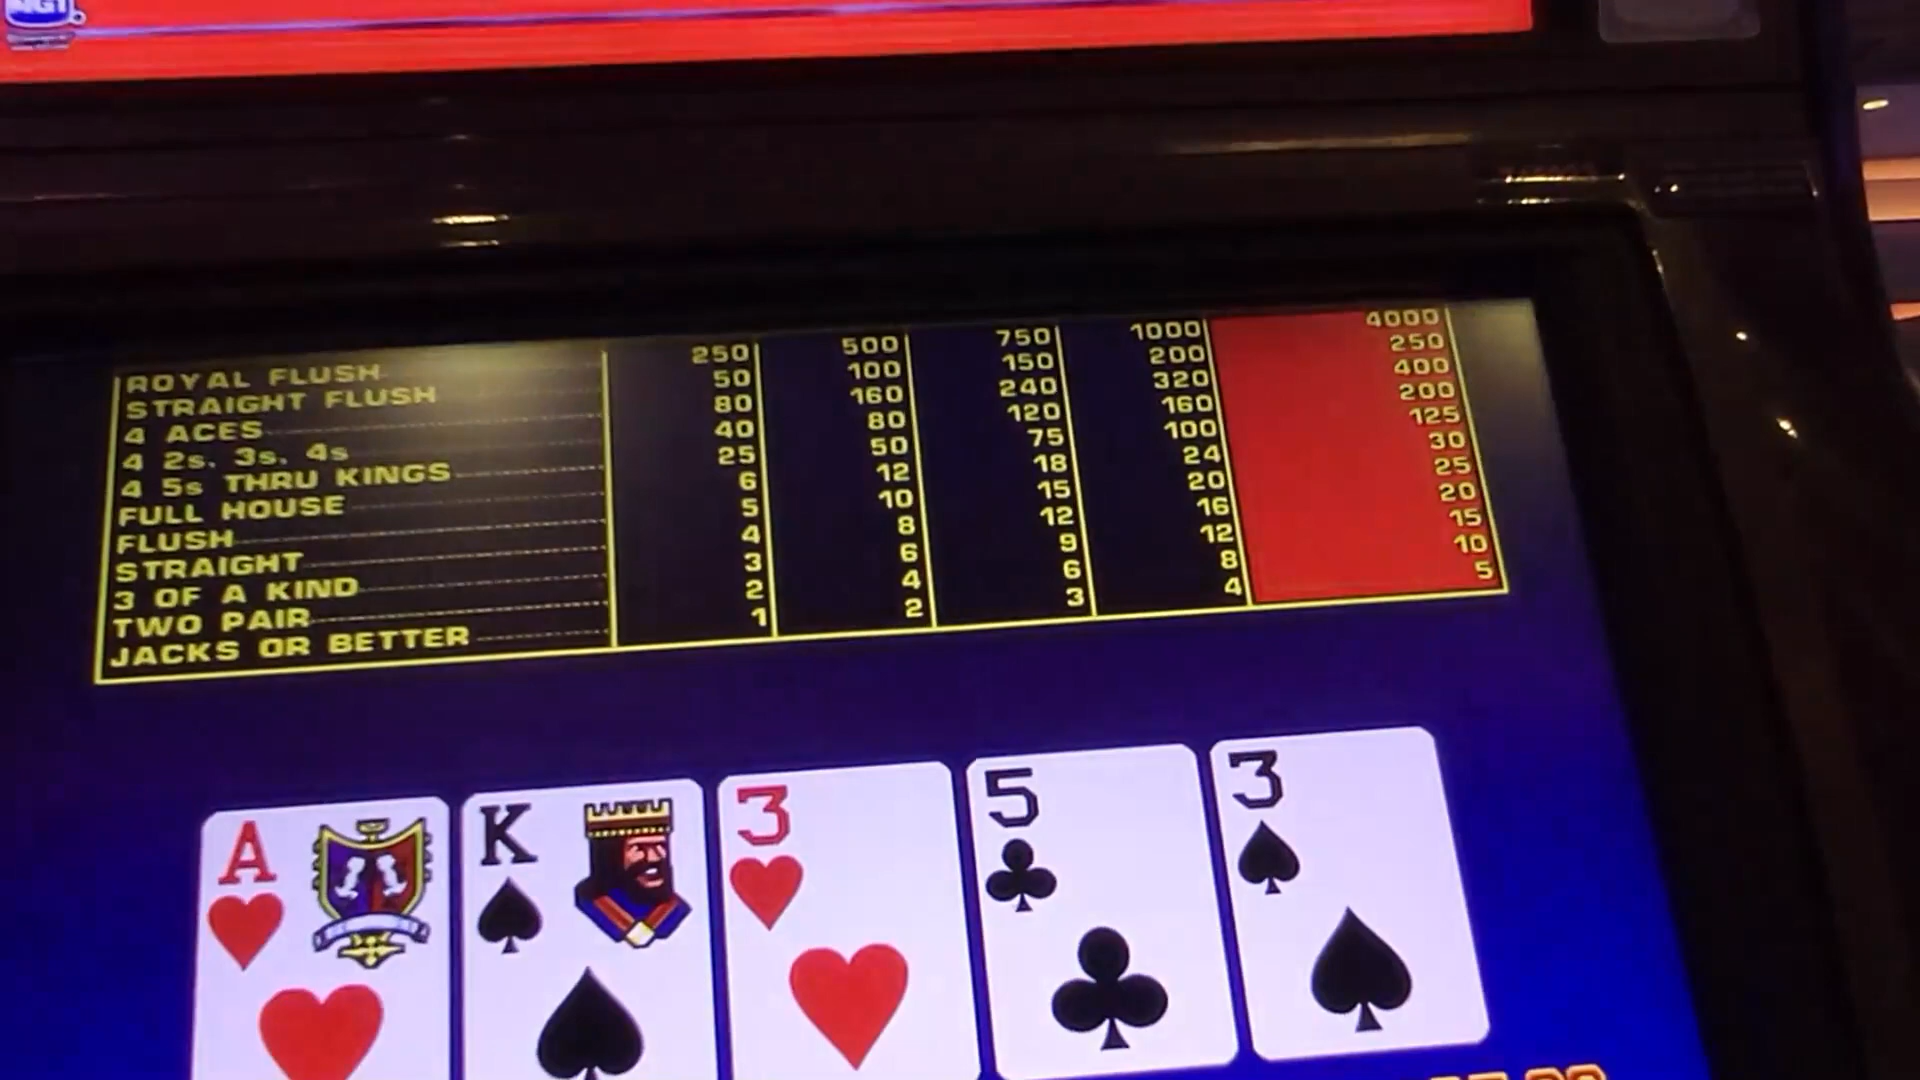 ROYAL FLUSH 250 500 750 1000 4000
STRAIGHT FLUSH 50 100 150 200 250
4 ACES 80 160 240 320 400
4 2s, 3s, 4s 40 80 120 160 200
4 5s THRU KINGS 25 50 75 100 125
FULL HOUSE 6 12 18 24 30
FLUSH 5 10 15 20 25
STRAIGHT 4 8 12 16 20
3 OF A KIND 3 6 9 12 15
TWO PAIR 2 4 6 8 10
JACKS OR BETTER 1 2 3 4 5
A K 3 5 3